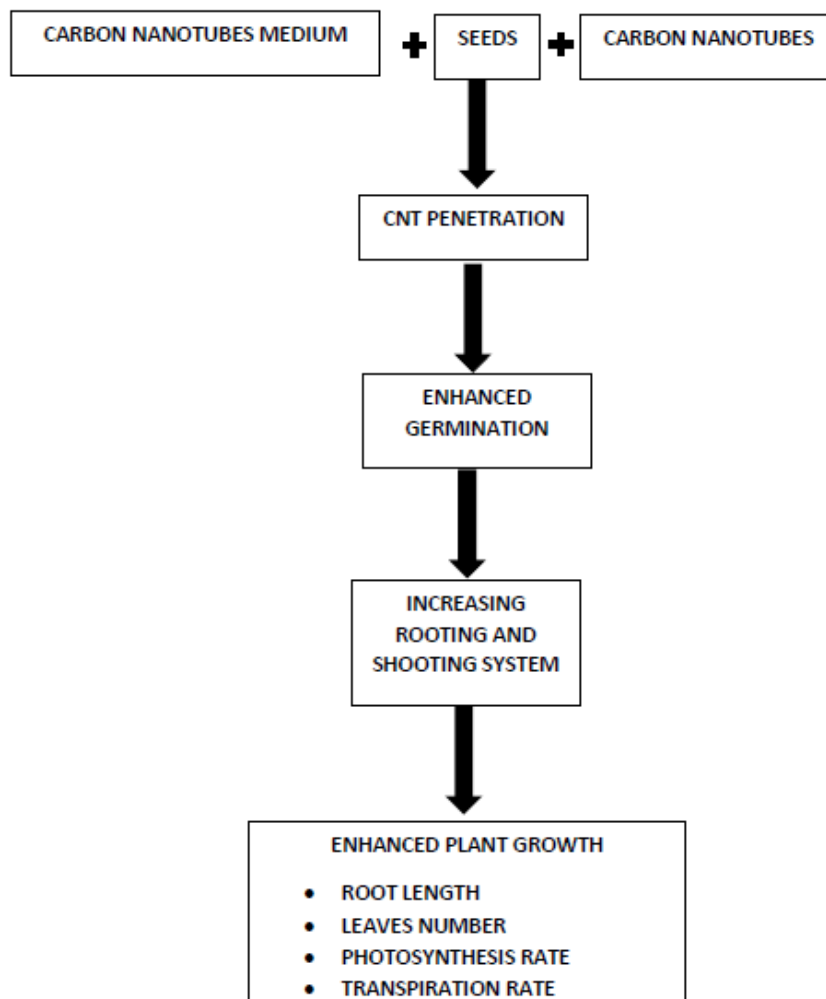 CARBON NANOTUBES MEDIUM + SEEDS + CARBON NANOTUBES
CNT PENETRATION
ENHANCED
GERMINATION
INCREASING
ROOTING AND
SHOOTING SYSTEM
ENHANCED PLANT GROWTH
• ROOT LENGTH
• LEAVES NUMBER
• PHOTOSYNTHESIS RATE
• TRANSPIRATION RATE